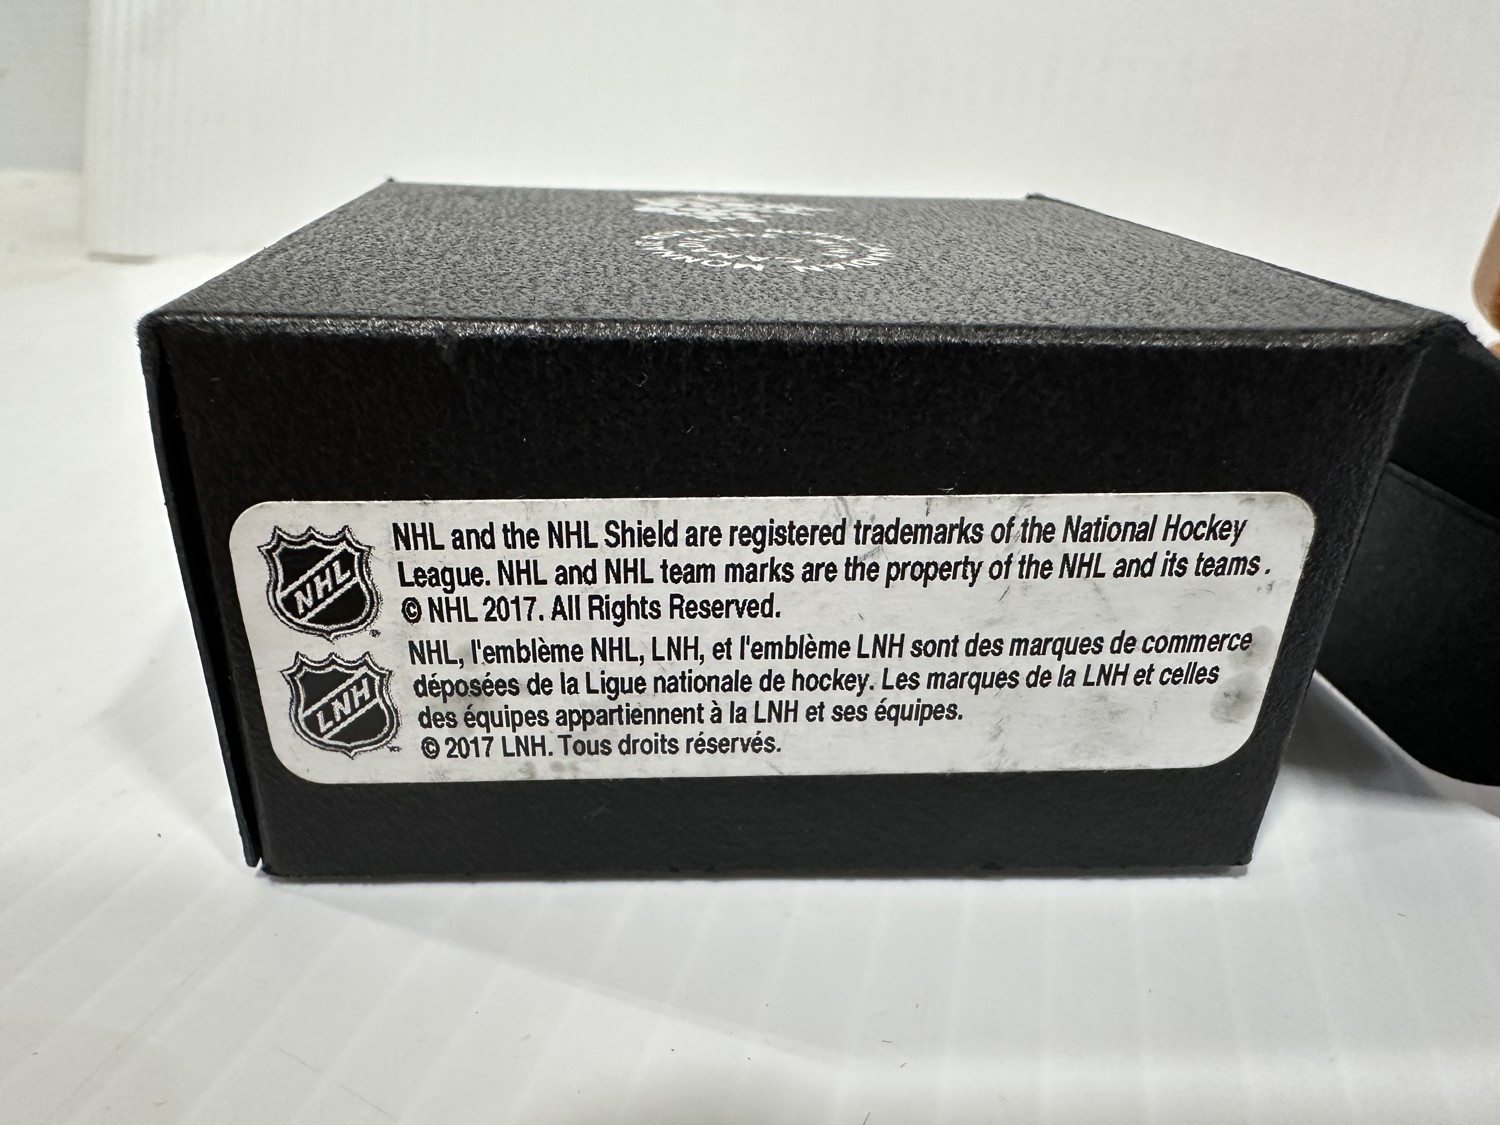 NHL
NHL and the NHL Shield are registered trademarks of the National Hockey
League. NHL and NHL team marks are the property of the NHL and its teams.
© NHL 2017. All Rights Reserved.
LNH
NHL, l'emblème NHL, LNH, et l'emblème LNH sont des marques de commerce
déposées de la Ligue nationale de hockey. Les marques de la LNH et celles
des équipes appartiennent à la LNH et ses équipes.
© 2017 LNH. Tous droits réservés.